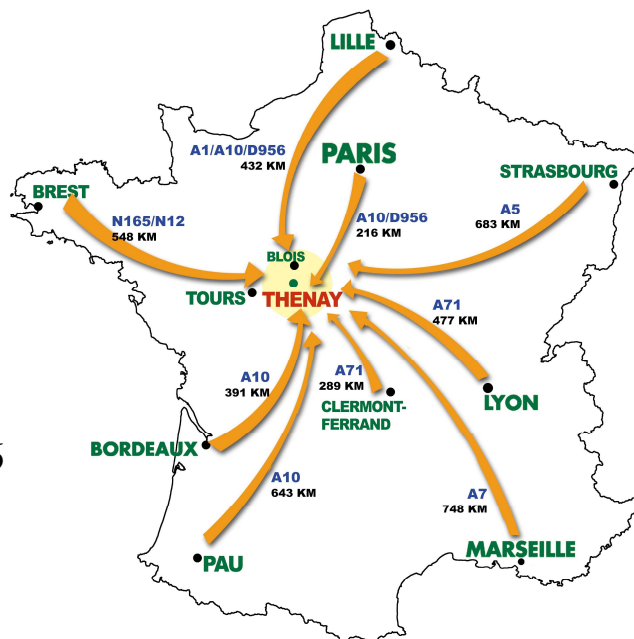 LILLE
A1/A10/D956
432 KM
PARIS
STRASBOURG
BREST
N165/N12
548 KM
A10/D956
216 KM
A5
683 KM
BLOIS
TOURS
THENAY
A71
477 KM
A10
391 KM
A71
289 KM
CLERMONT-
FERRAND
LYON
BORDEAUX
A10
643 KM
A7
748 KM
PAU
MARSEILLE